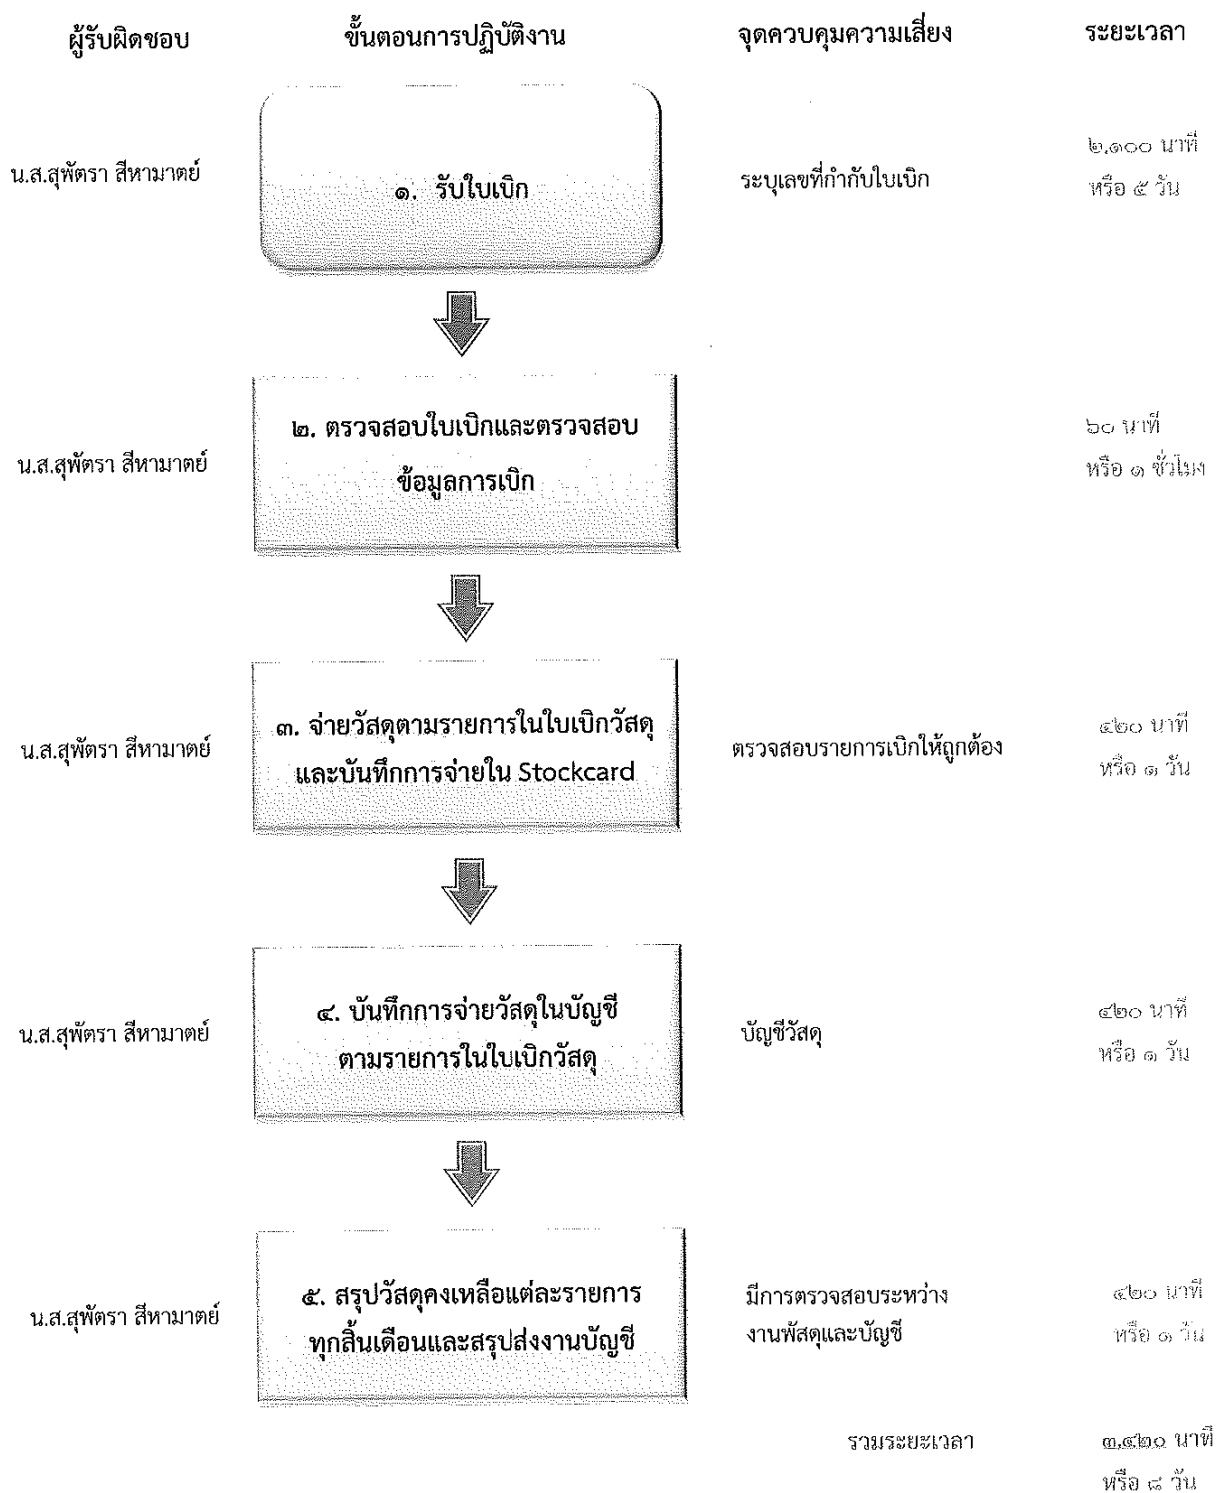 ผู้รับผิดชอบ ขั้นตอนการปฏิบัติงาน จุดควบคุมความเสี่ยง ระยะเวลา
๒,๑๐๐ นาที
น.ส.สุพัตรา สีหามาตย์ ๑. รับใบเบิก ระบุเลขที่กำกับใบเบิก หรือ ๕ วัน
๒. ตรวจสอบใบเบิกและตรวจสอบ ๖๐ นาที
น.ส.สุพัตรา สีหามาตย์ ข้อมูลการเบิก หรือ ๑ ชั่วโมง
๓. จ่ายวัสดุตามรายการในใบเบิกวัสดุ ๔๒๐ นาที
น.ส.สุพัตรา สีหามาตย์ และบันทึกการจ่ายใน Stockcard ตรวจสอบรายการเบิกให้ถูกต้อง หรือ ๑ วัน
๔. บันทึกการจ่ายวัสดุในบัญชี ๔๒๐ นาที
น.ส.สุพัตรา สีหามาตย์ ตามรายการในใบเบิกวัสดุ บัญชีวัสดุ หรือ ๑ วัน
๕. สรุปวัสดุคงเหลือแต่ละรายการ มีการตรวจสอบระหว่าง ๔๒๐ นาที
น.ส.สุพัตรา สีหามาตย์ ทุกสิ้นเดือนและสรุปส่งงานบัญชี งานพัสดุและบัญชี หรือ ๑ วัน
รวมระยะเวลา ๓,๔๒๐ นาที
หรือ ๘ วัน